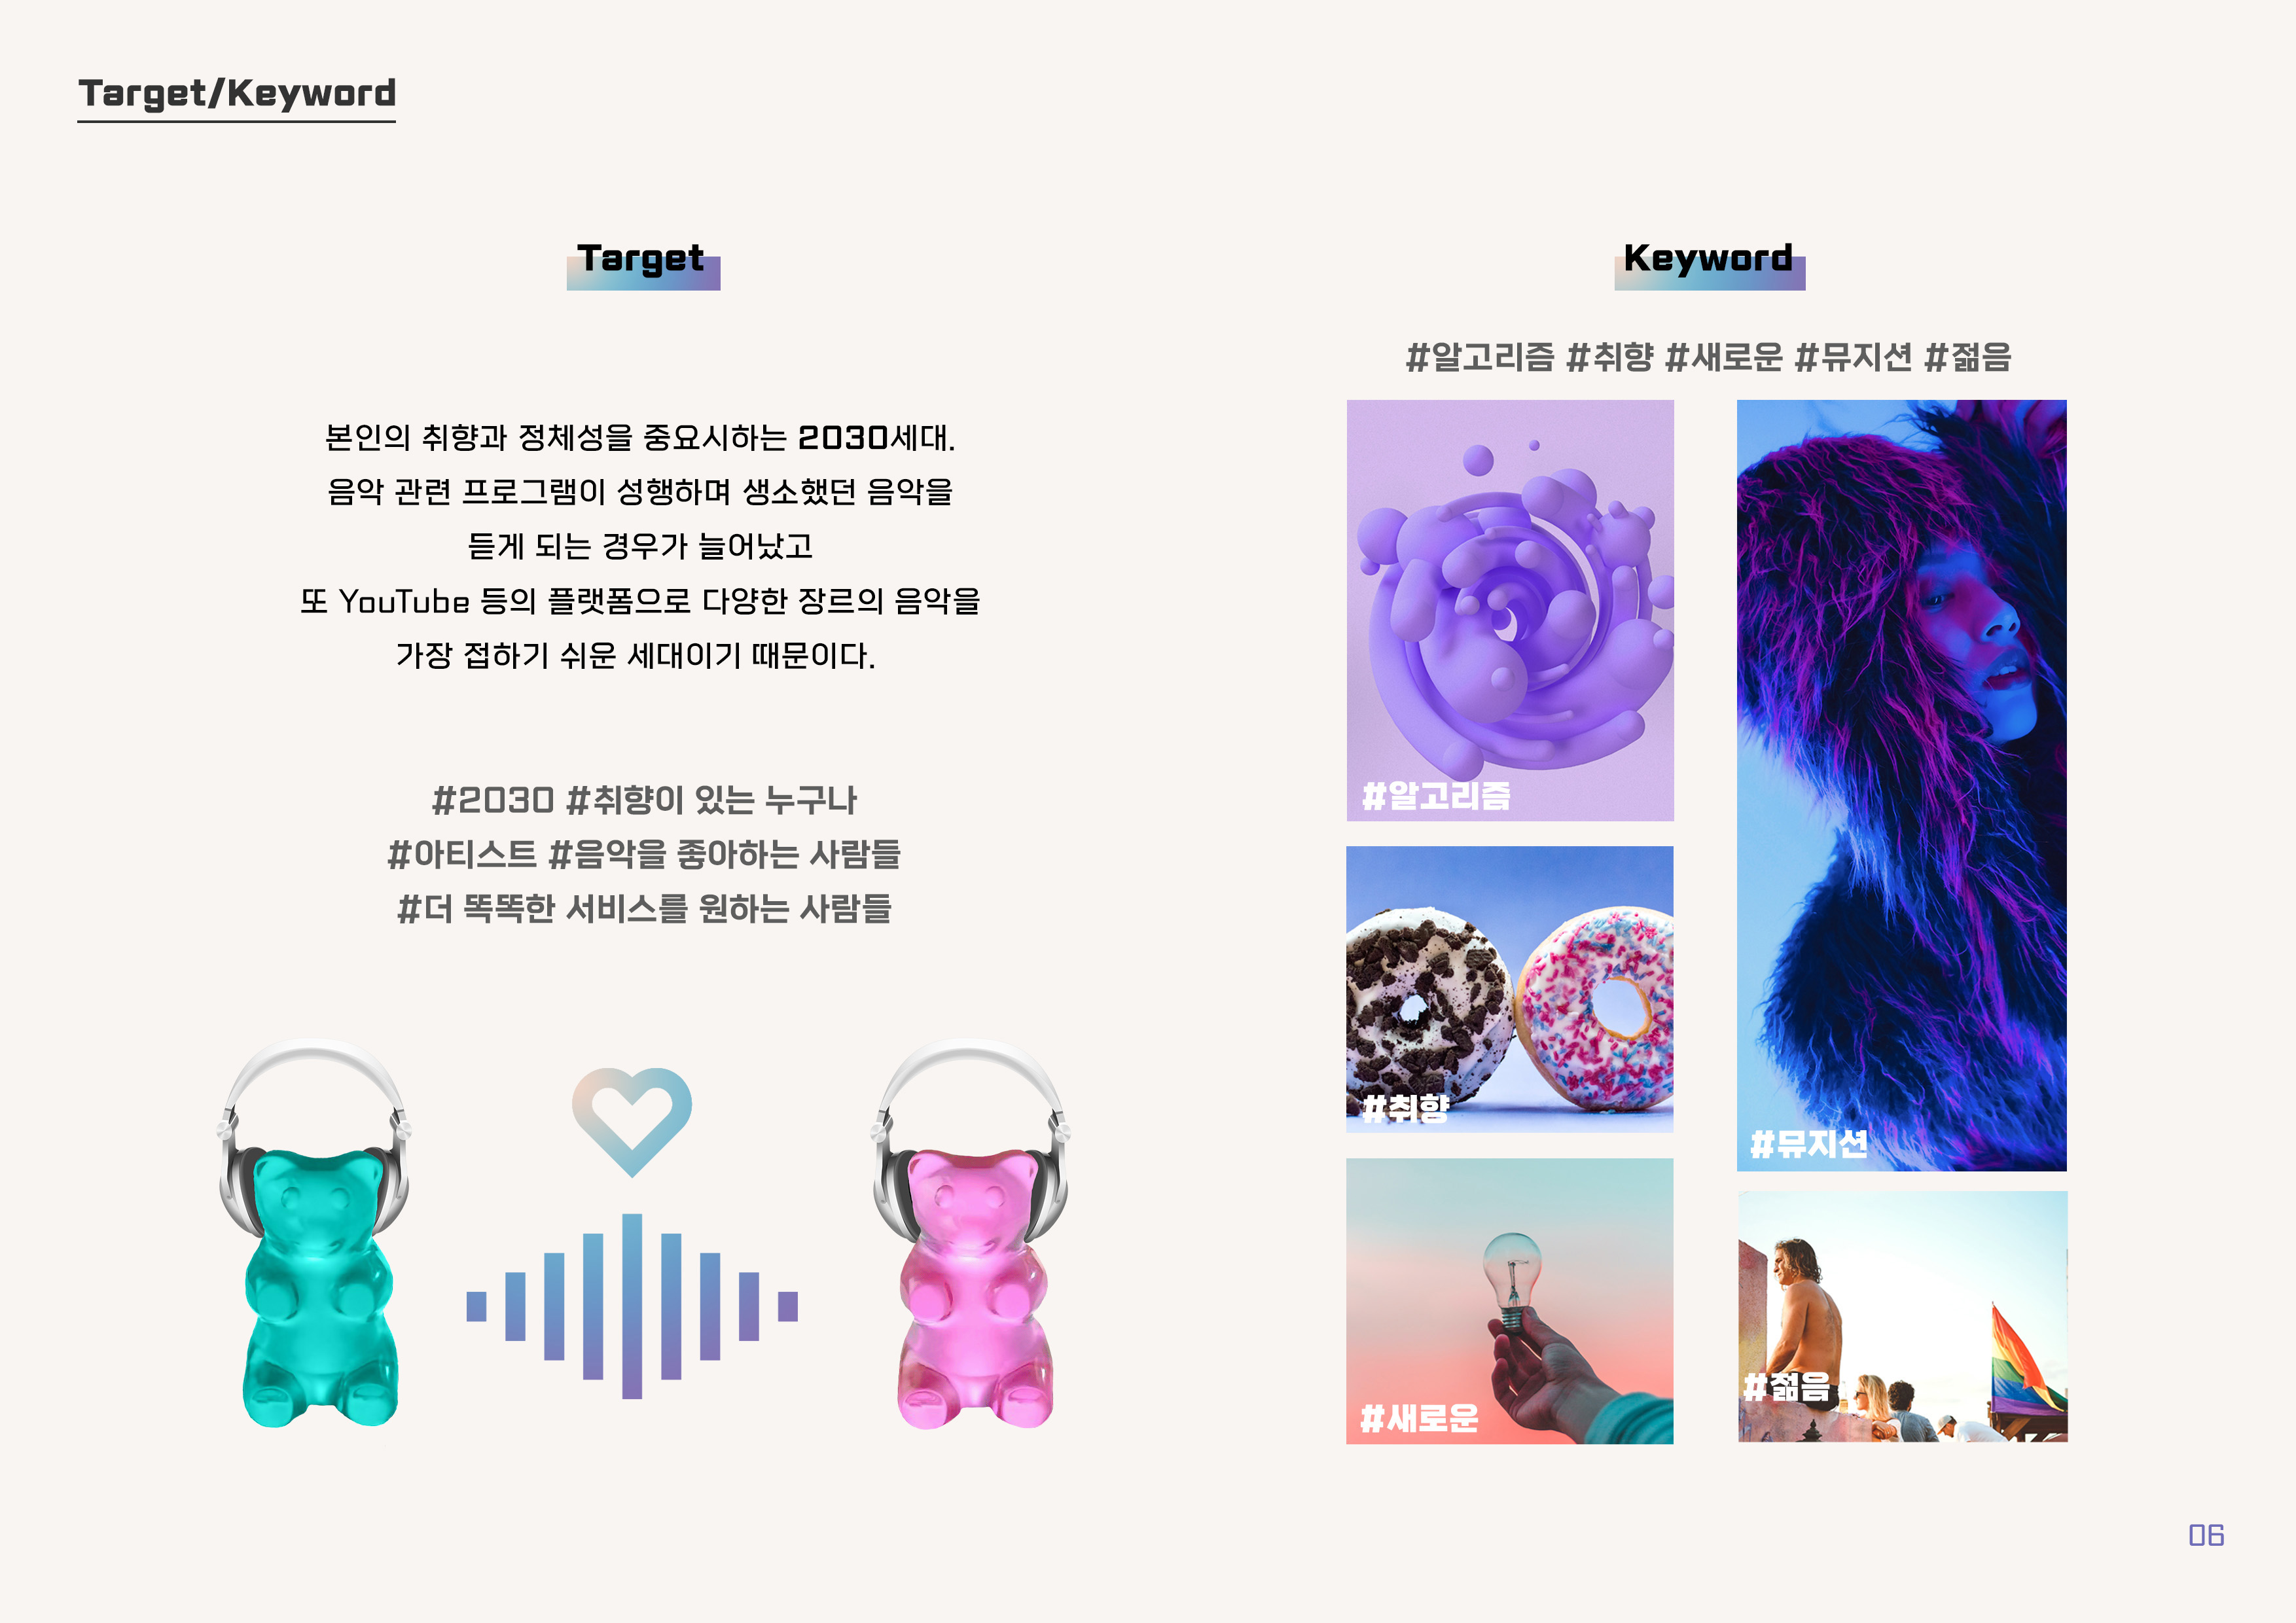 Target/Keyword
Target
본인의 취향과 정체성을 중요시하는 2030세대.
음악 관련 프로그램이 성행하며 생소했던 음악을
듣게 되는 경우가 늘어났고
또 YouTube 등의 플랫폼으로 다양한 장르의 음악을
가장 접하기 쉬운 세대이기 때문이다.
#2030 #취향이 있는 누구나
#아티스트 #음악을 좋아하는 사람들
#더 똑똑한 서비스를 원하는 사람들
Keyword
#알고리즘 #취향 #새로운 #뮤지션 #젊음
#알고리즘
#취향
#새로운
#뮤지션
#젊음
06